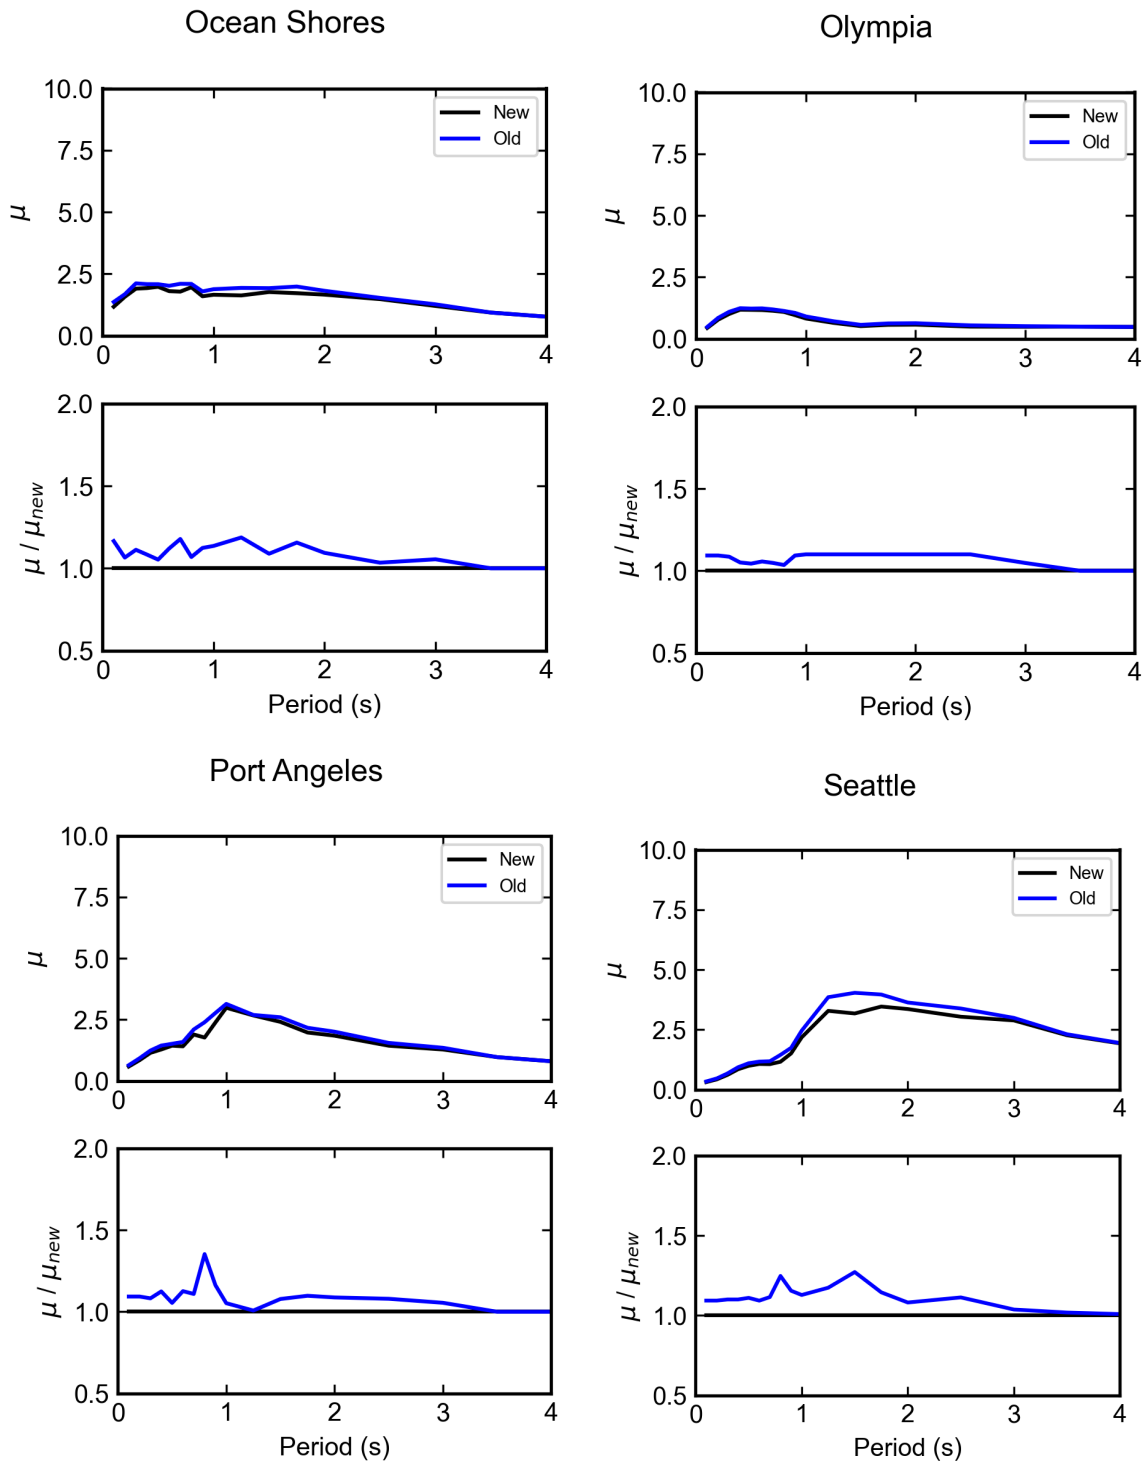 Ocean Shores
10.0
7.5
5.0
2.5
0.0
μ
New
Old
0 1 2 3 4
2.0
1.5
1.0
0.5
μ / μnew
0 1 2 3 4
Period (s)
Olympia
10.0
7.5
5.0
2.5
0.0
μ
New
Old
0 1 2 3 4
2.0
1.5
1.0
0.5
μ / μnew
0 1 2 3 4
Period (s)
Port Angeles
10.0
7.5
5.0
2.5
0.0
μ
New
Old
0 1 2 3 4
2.0
1.5
1.0
0.5
μ / μnew
0 1 2 3 4
Period (s)
Seattle
10.0
7.5
5.0
2.5
0.0
μ
New
Old
0 1 2 3 4
2.0
1.5
1.0
0.5
μ / μnew
0 1 2 3 4
Period (s)